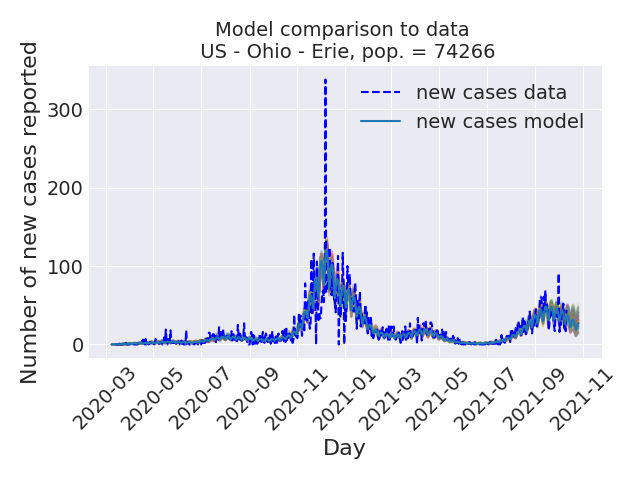 Model comparison to data
US - Ohio - Erie, pop. = 74266
Number of new cases reported
300
200
100
0
new cases data
new cases model
2020-03
2020-05
2020-07
2020-09
2020-11
2021-01
2021-03
2021-05
2021-07
2021-09
2021-11
Day